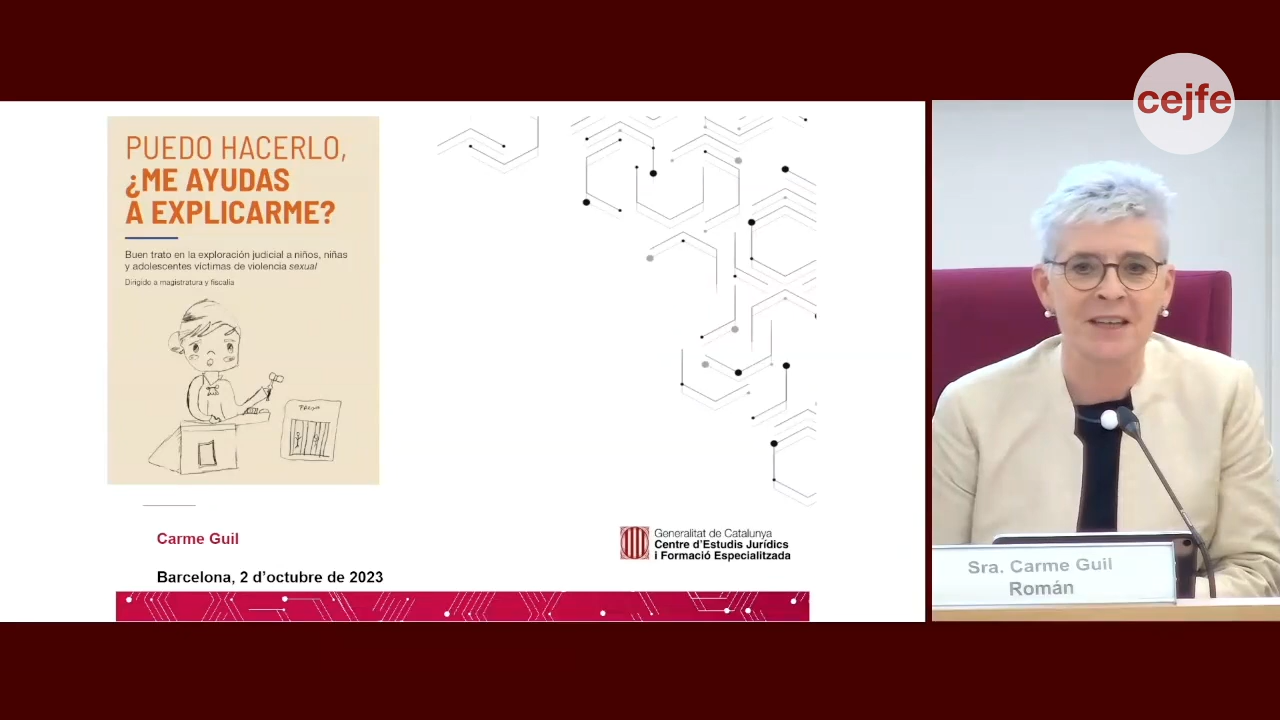 cejfe
PUEDO HACERLO,
¿ME AYUDAS
A EXPLICARME?
Buen trato en la exploración judicial a niños, niñas
y adolescentes víctimas de violencia sexual
Dirigido a magistratura y fiscalía
Carme Guil
Barcelona, 2 d'octubre de 2023
Generalitat de Catalunya
Centre d'Estudis Jurídics
i Formació Especialitzada
Sra. Carme Guil
Román